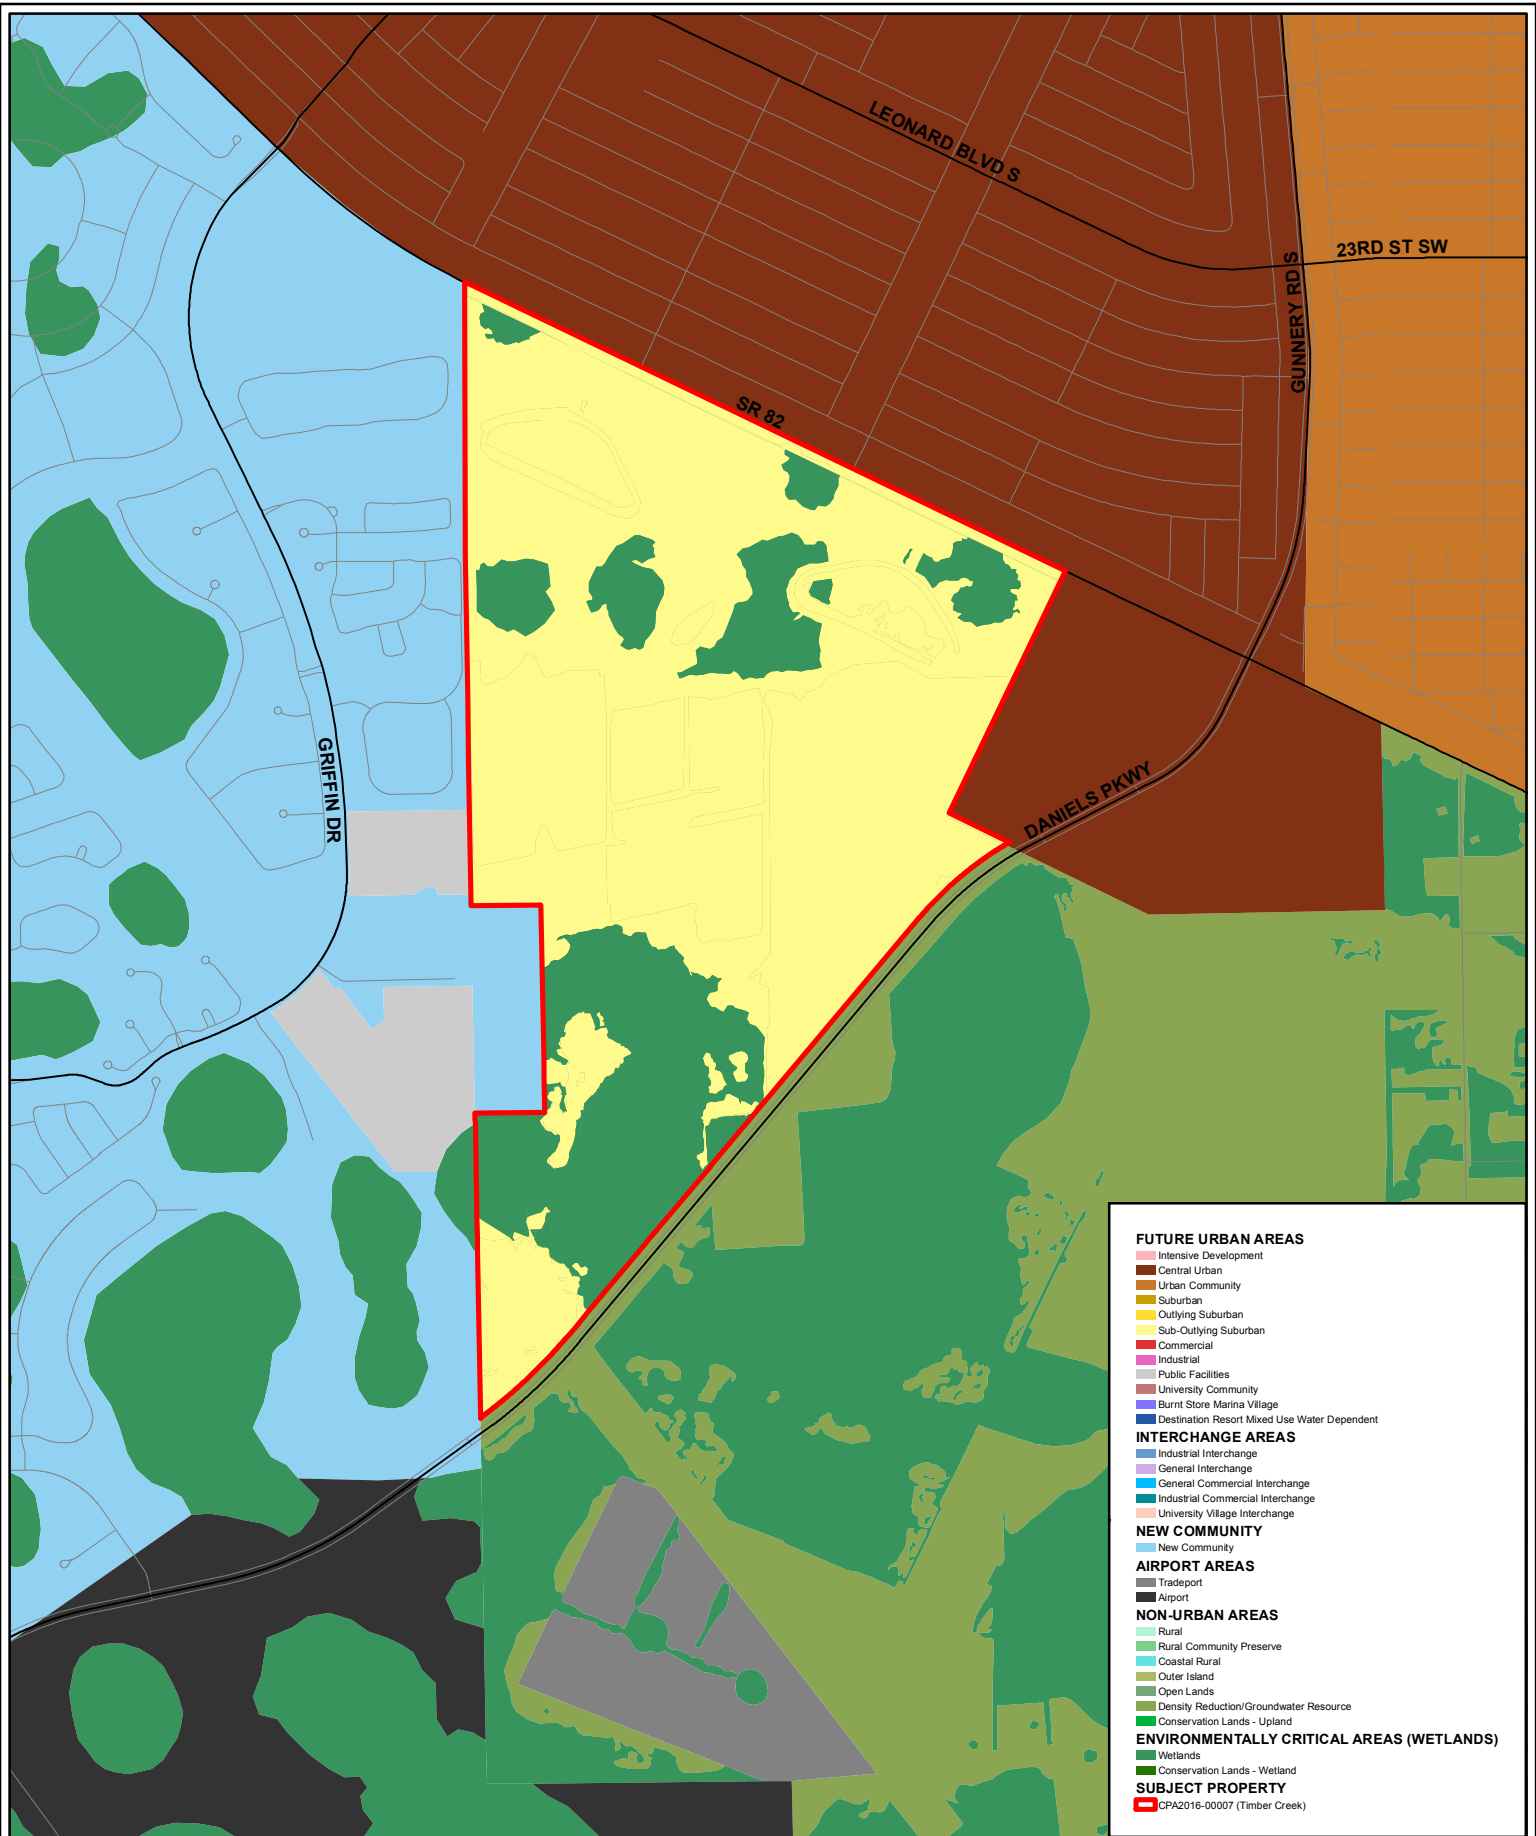 LEONARD BLVD S
23RD ST SW
GUNNERY RD S
SR 82
GRIFFIN DR
DANIELS PKWY
FUTURE URBAN AREAS
Intensive Development
Central Urban
Urban Community
Suburban
Outlying Suburban
Sub-Outlying Suburban
Commercial
Industrial
Public Facilities
University Community
Burnt Store Marina Village
Destination Resort Mixed Use Water Dependent
INTERCHANGE AREAS
Industrial Interchange
General Interchange
General Commercial Interchange
Industrial Commercial Interchange
University Village Interchange
NEW COMMUNITY
New Community
AIRPORT AREAS
Tradeport
Airport
NON-URBAN AREAS
Rural
Rural Community Preserve
Coastal Rural
Outer Island
Open Lands
Density Reduction/Groundwater Resource
Conservation Lands - Upland
ENVIRONMENTALLY CRITICAL AREAS (WETLANDS)
Wetlands
Conservation Lands - Wetland
SUBJECT PROPERTY
CPA2016-00007 (Timber Creek)